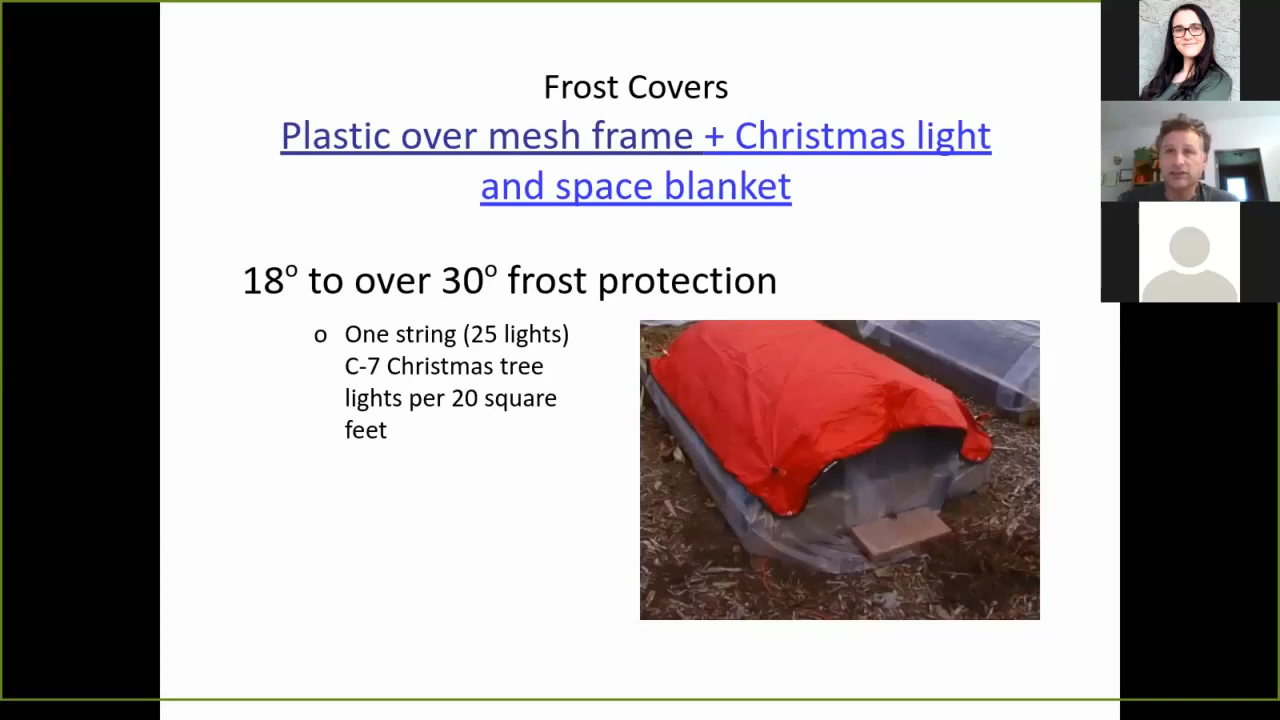 Frost Covers
Plastic over mesh frame + Christmas light
and space blanket
18º to over 30º frost protection
o One string (25 lights)
C-7 Christmas tree
lights per 20 square
feet